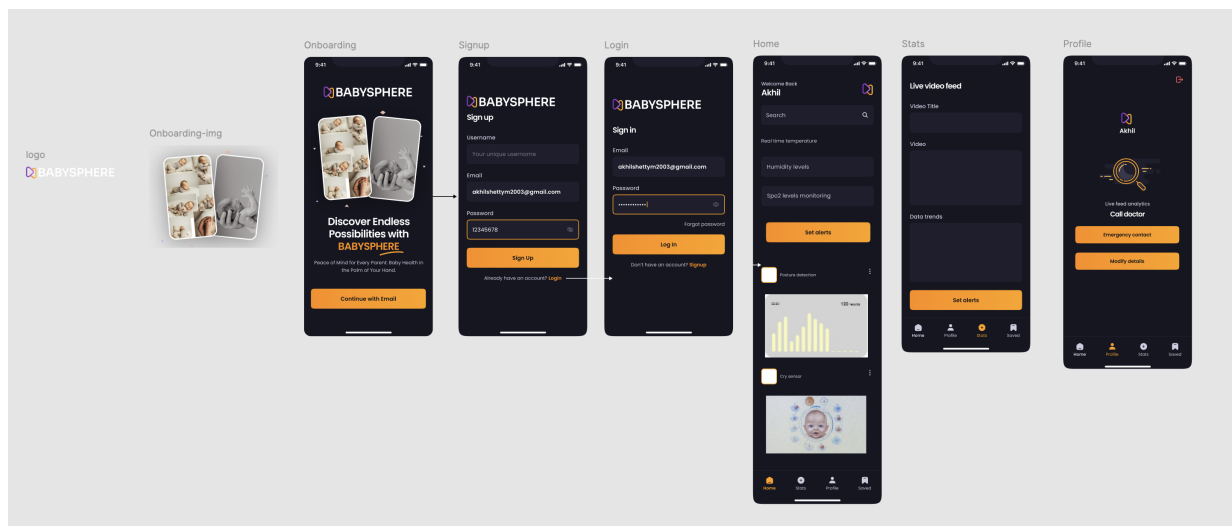 logo
BABYSPHERE
Onboarding-img
Onboarding
9:41
BABYSPHERE
Discover Endless
Possibilities with
BABYSPHERE
Peace of Mind for Every Parent: Baby Health in
the Palm of Your Hand.
Continue with Email
Signup
9:41
BABYSPHERE
Sign up
Username
Your unique username
Email
akhilshettym2003@gmail.com
Password
12345678
Sign Up
Already have an account? Login
Login
9:41
BABYSPHERE
Sign in
Email
akhilshettym2003@gmail.com
Password
Forgot password
Log In
Don't have an account? Signup
Home
9:41
Welcome Back
Akhil
Search
Real time temperature
Humidity levels
Spo2 levels monitoring
Set alerts
Posture detection
Cry sensor
Home
Stats
Profile
Saved
Stats
9:41
Live video feed
Video Title
Video
Data trends
Set alerts
Home
Profile
Stats
Saved
Profile
9:41
Akhil
Live feed analytics
Call doctor
Emergency contact
Modify details
Home
Profile
Stats
Saved